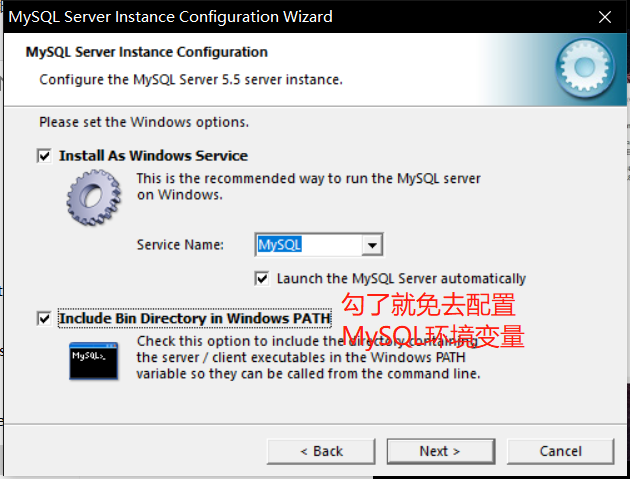 MySQL Server Instance Configuration Wizard
MySQL Server Instance Configuration
Configure the MySQL Server 5.5 server instance.
Please set the Windows options.
Install As Windows Service
This is the recommended way to run the MySQL server
on Windows.
Service Name:
MySQL
Launch the MySQL Server automatically
勾了就免去配置
MySQL环境变量
Include Bin Directory in Windows PATH
Check this option to include the directory containing
the server / client executables in the Windows PATH
variable so they can be called from the command line.
MySQL>_
< Back
Next >
Cancel